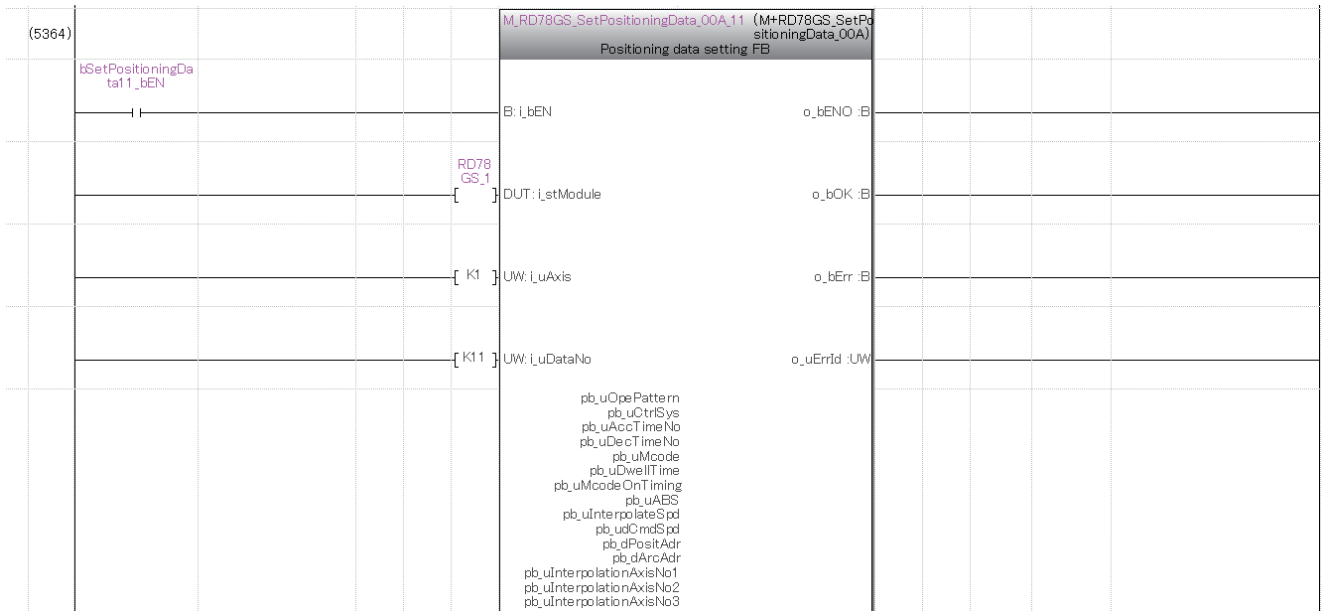 M_RD78GS_SetPositioningData_00A_11 (M+RD78GS_SetPo
(5364)
sitioningData_00A)
Positioning data setting FB
bSetPositioningDa
ta11_bEN
B: i_bEN
o_bENO :B
RD78
GS_1
DUT: i_stModule
o_bOK :B
K1
UW: i_uAxis
o_bErr :B
K11
UW: i_uDataNo
o_uErrId :UW
pb_uOpePattern
pb_uCtrlSys
pb_uAccTimeNo
pb_uDecTimeNo
pb_uMcode
pb_uDwellTime
pb_uMcodeOnTiming
pb_uABS
pb_uInterpolateSpd
pb_udCmdSpd
pb_dPositAdr
pb_dArcAdr
pb_uInterpolationAxisNo1
pb_uInterpolationAxisNo2
pb_uInterpolationAxisNo3